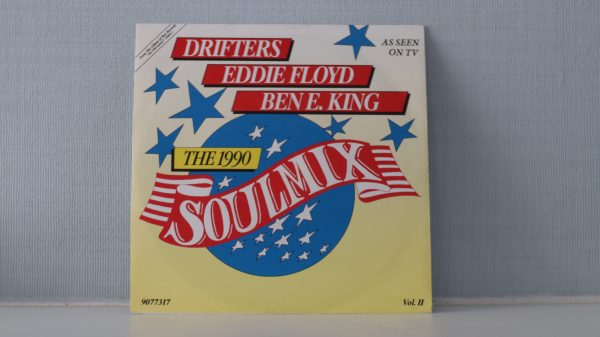 DRIFTERS
EDDIE FLOYD
BEN E. KING
AS SEEN
ON TV
THE 1990
SOULMIX
9077317
Vol. II